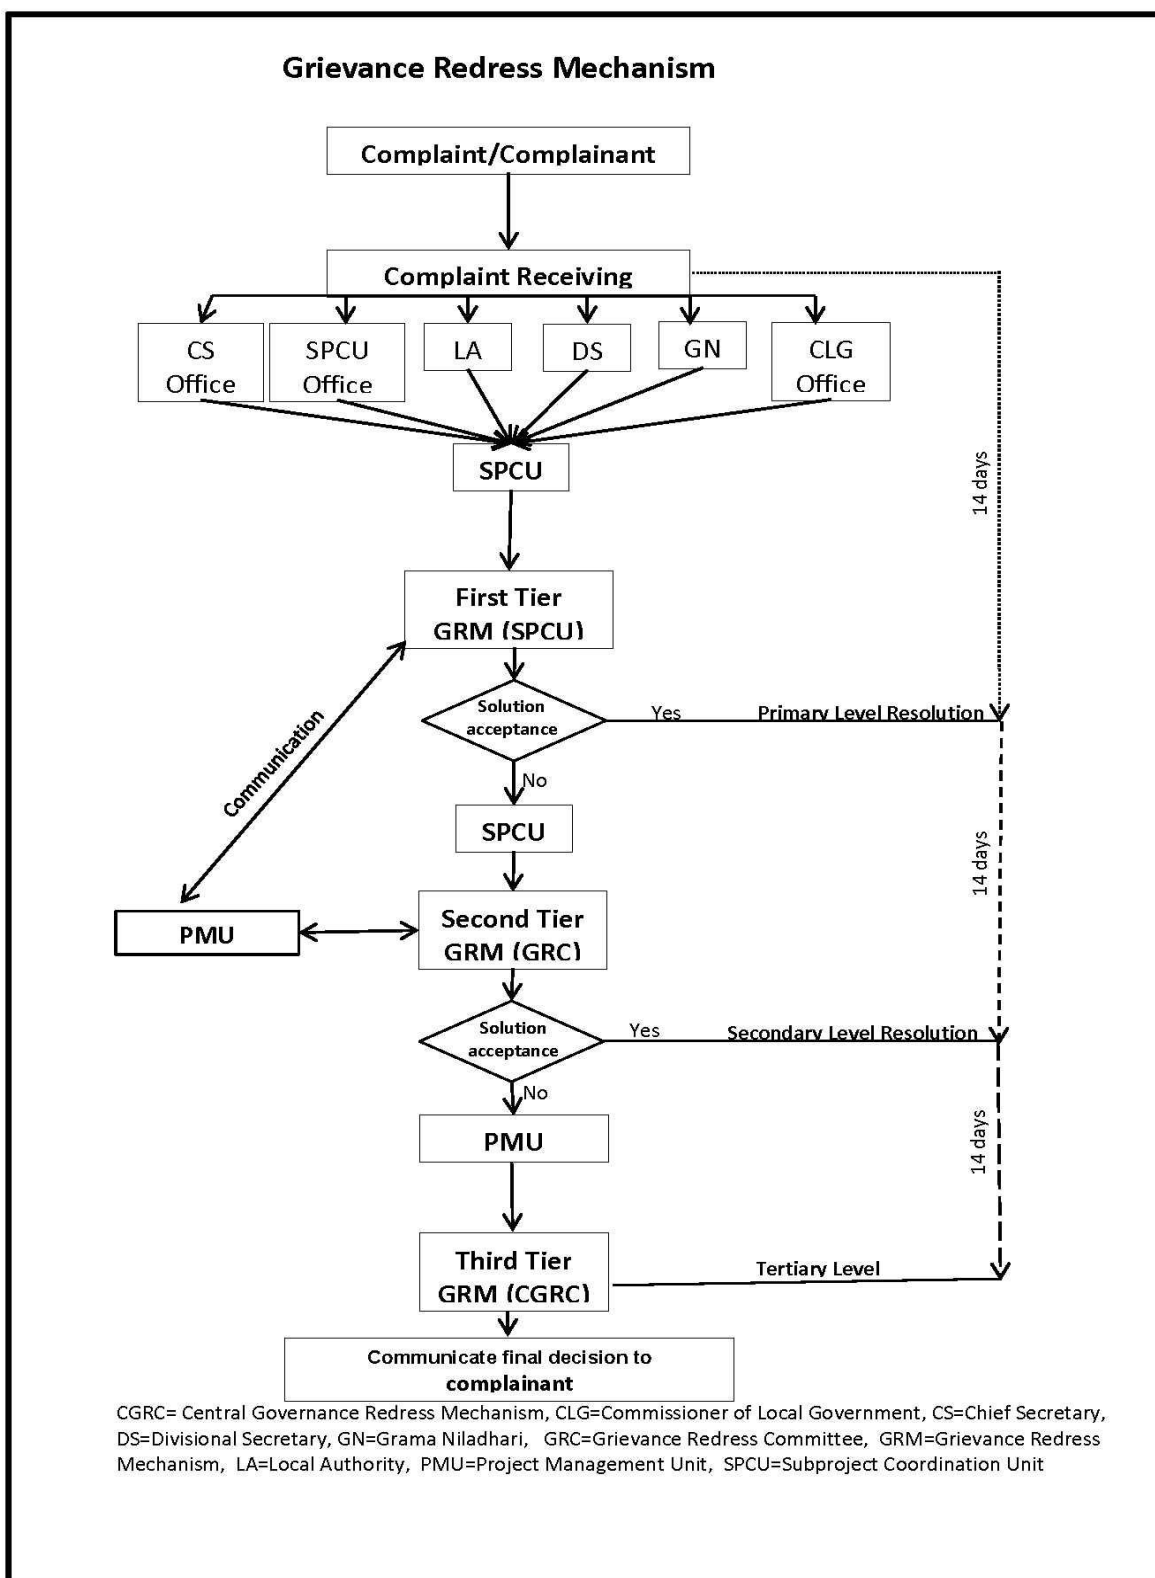 Grievance Redress Mechanism
Complaint/Complainant
Complaint Receiving
CS
Office
SPCU
Office
LA
DS
GN
CLG
Office
SPCU
14 days
First Tier
GRM (SPCU)
Solution
acceptance
Yes
Primary Level Resolution
Communication
No
SPCU
14 days
Second Tier
GRM (GRC)
PMU
Solution
acceptance
Yes
Secondary Level Resolution
No
PMU
14 days
Third Tier
GRM (CGRC)
Tertiary Level
Communicate final decision to
complainant
CGRC= Central Governance Redress Mechanism, CLG=Commissioner of Local Government, CS=Chief Secretary,
DS=Divisional Secretary, GN=Grama Niladhari, GRC=Grievance Redress Committee, GRM=Grievance Redress
Mechanism, LA=Local Authority, PMU=Project Management Unit, SPCU=Subproject Coordination Unit